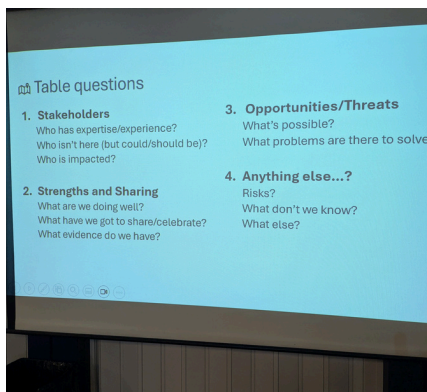 Table questions
1. Stakeholders
Who has expertise/experience?
Who isn't here (but could/should be)?
Who is impacted?
2. Strengths and Sharing
What are we doing well?
What have we got to share/celebrate?
What evidence do we have?
3. Opportunities/Threats
What's possible?
What problems are there to solve
4. Anything else...?
Risks?
What don't we know?
What else?